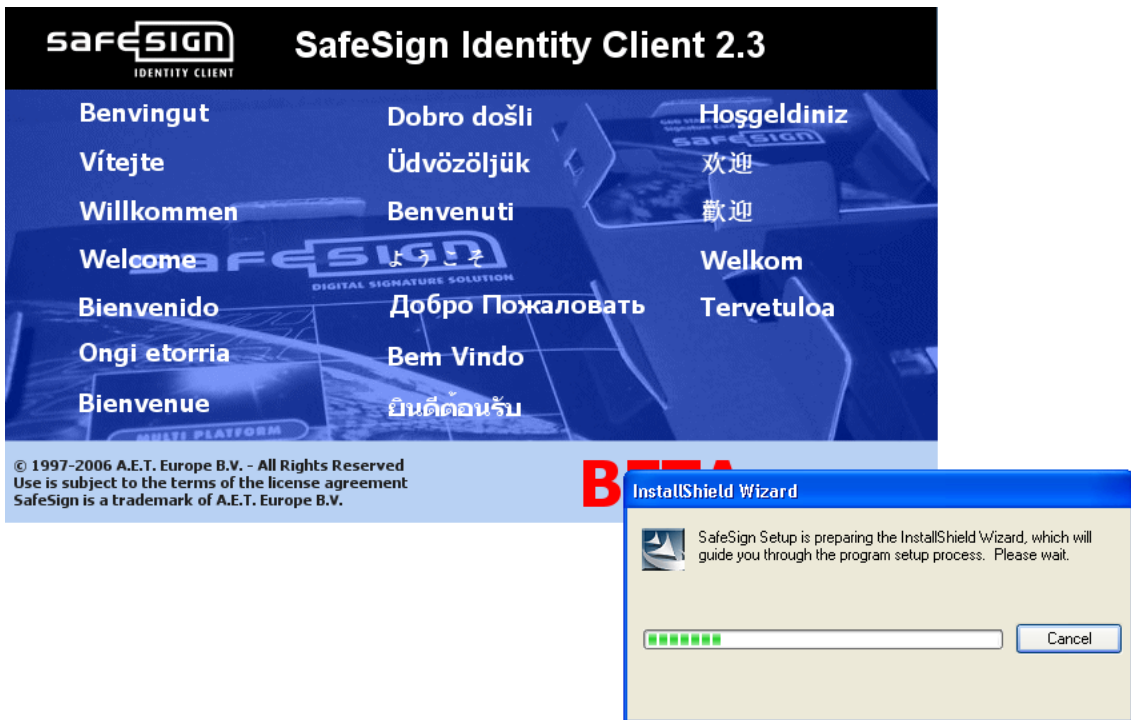 safesign
IDENTITY CLIENT
SafeSign Identity Client 2.3
Benvingut
Vítejte
Willkommen
Welcome
Bienvenido
Ongi etorria
Bienvenue
Dobro došli
Üdvözöljük
Benvenuti
ようこそ
Добро Пожаловать
Bem Vindo
ยินดีต้อนรับ
Hoşgeldiniz
欢迎
歡迎
Welkom
Tervetuloa
safesign
DIGITAL SIGNATURE SOLUTION
safesign
MULTI PLATFORM
© 1997-2006 A.E.T. Europe B.V. - All Rights Reserved
Use is subject to the terms of the license agreement
SafeSign is a trademark of A.E.T. Europe B.V.
BETA
InstallShield Wizard
SafeSign Setup is preparing the InstallShield Wizard, which will
guide you through the program setup process. Please wait.
Cancel